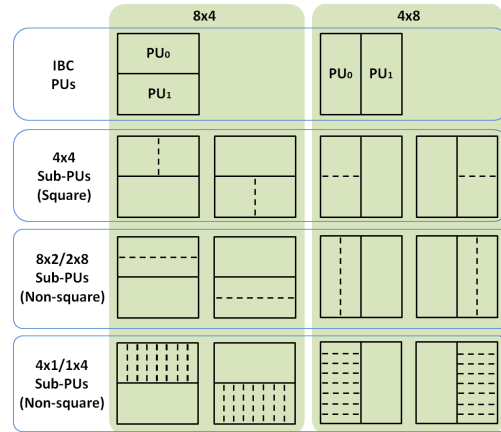 8x4
4x8
IBC
PUs
PU0
PU1
PU0
PU1
4x4
Sub-PUs
(Square)
8x2/2x8
Sub-PUs
(Non-square)
4x1/1x4
Sub-PUs
(Non-square)